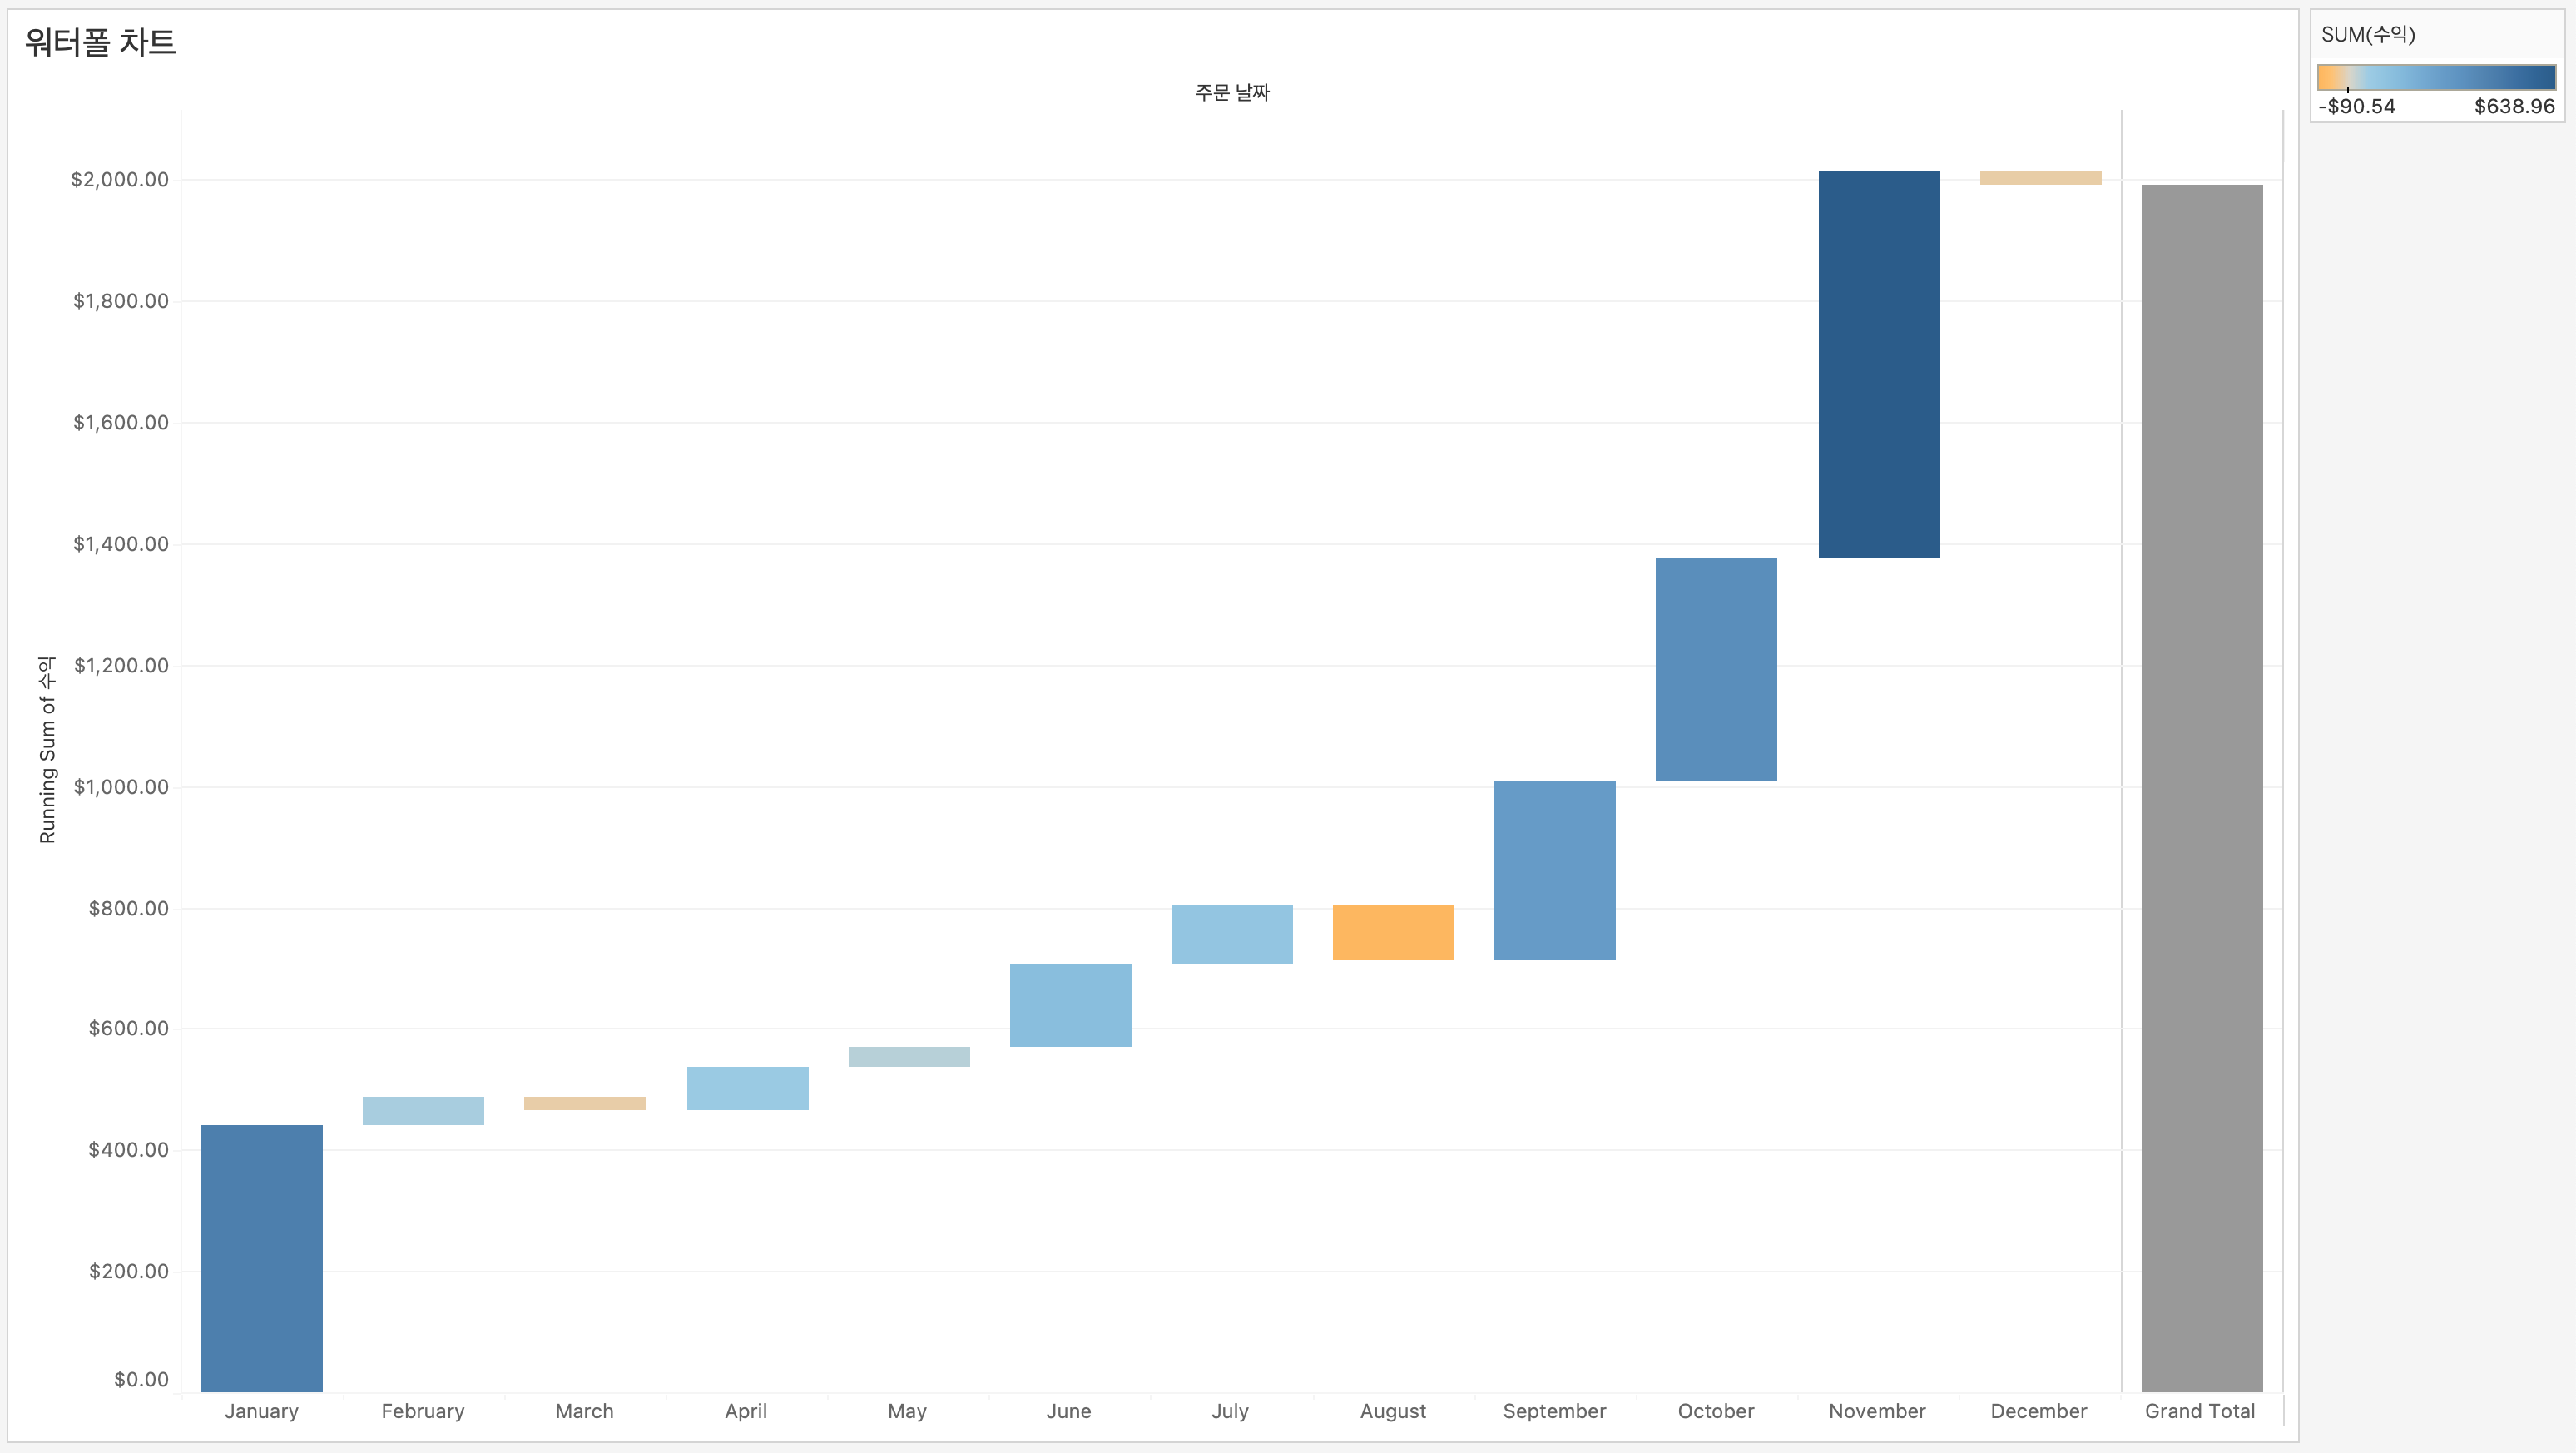 워터폴 차트
주문 날짜
$2,000.00
$1,800.00
$1,600.00
$1,400.00
$1,200.00
$1,000.00
$800.00
$600.00
$400.00
$200.00
$0.00
Running Sum of 수익
January February March April May June July August September October November December Grand Total
SUM(수익)
-$90.54 $638.96